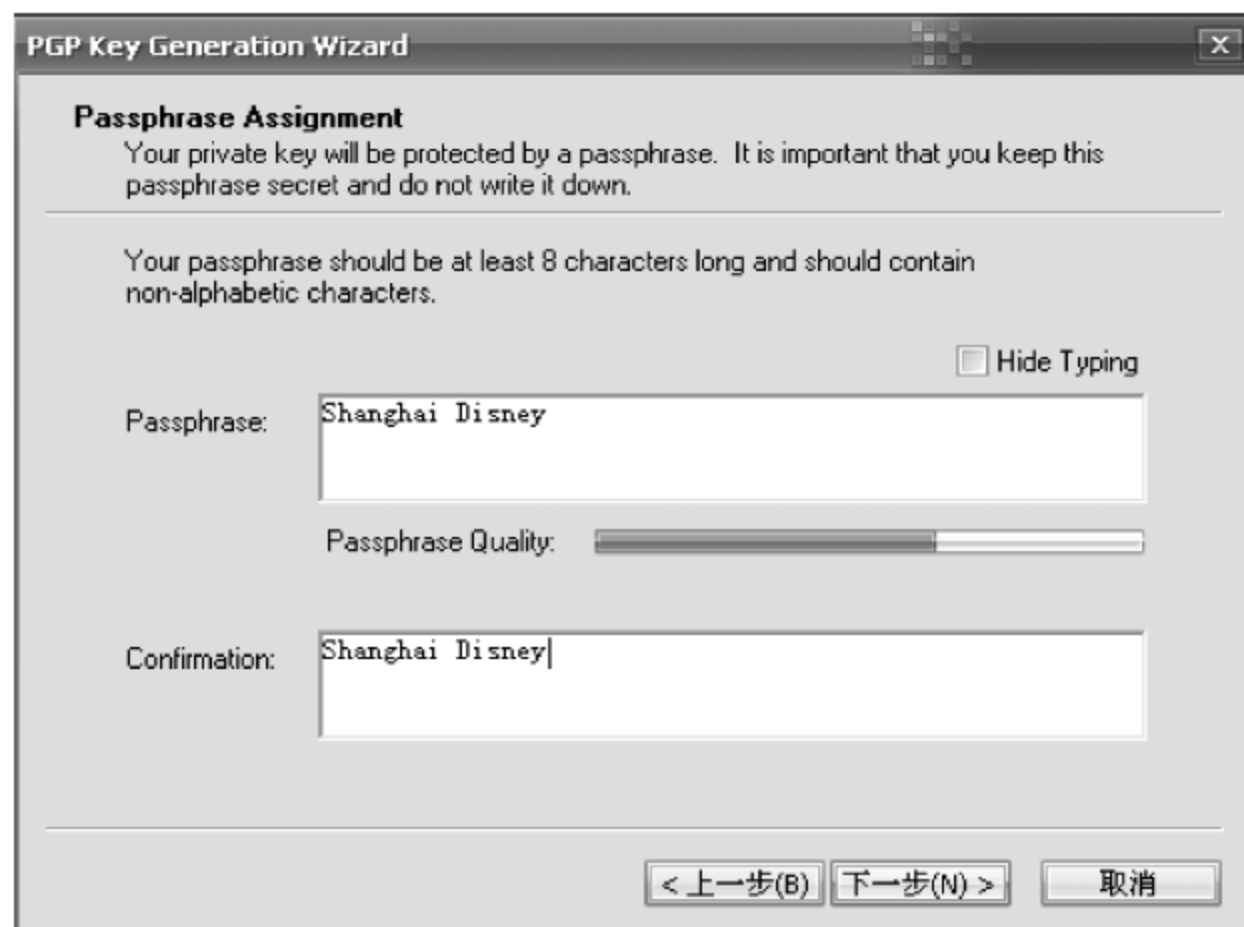 PGP Key Generation Wizard
Passphrase Assignment
Your private key will be protected by a passphrase. It is important that you keep this
passphrase secret and do not write it down.
Your passphrase should be at least 8 characters long and should contain
non-alphabetic characters.
Hide Typing
Passphrase:
Shanghai Disney
Passphrase Quality:
Confirmation:
Shanghai Disney
< 上一步(B) 下一步(N) > 取消